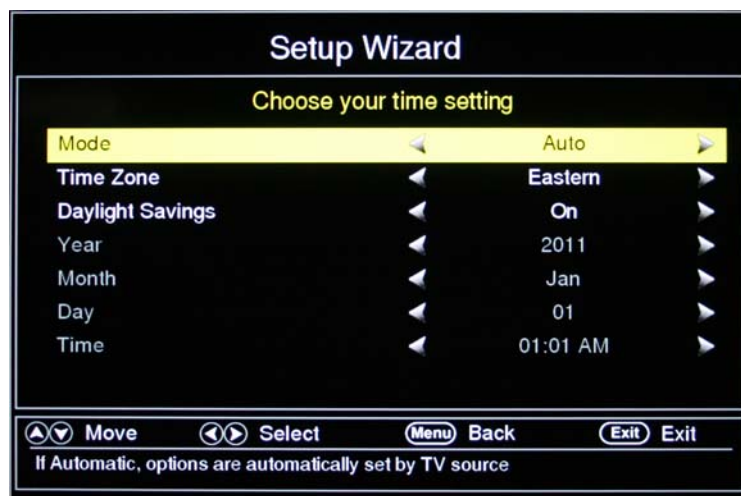 Setup Wizard
Choose your time setting
Mode Auto
Time Zone Eastern
Daylight Savings On
Year 2011
Month Jan
Day 01
Time 01:01 AM
Move Select Menu Back Exit Exit
If Automatic, options are automatically set by TV source